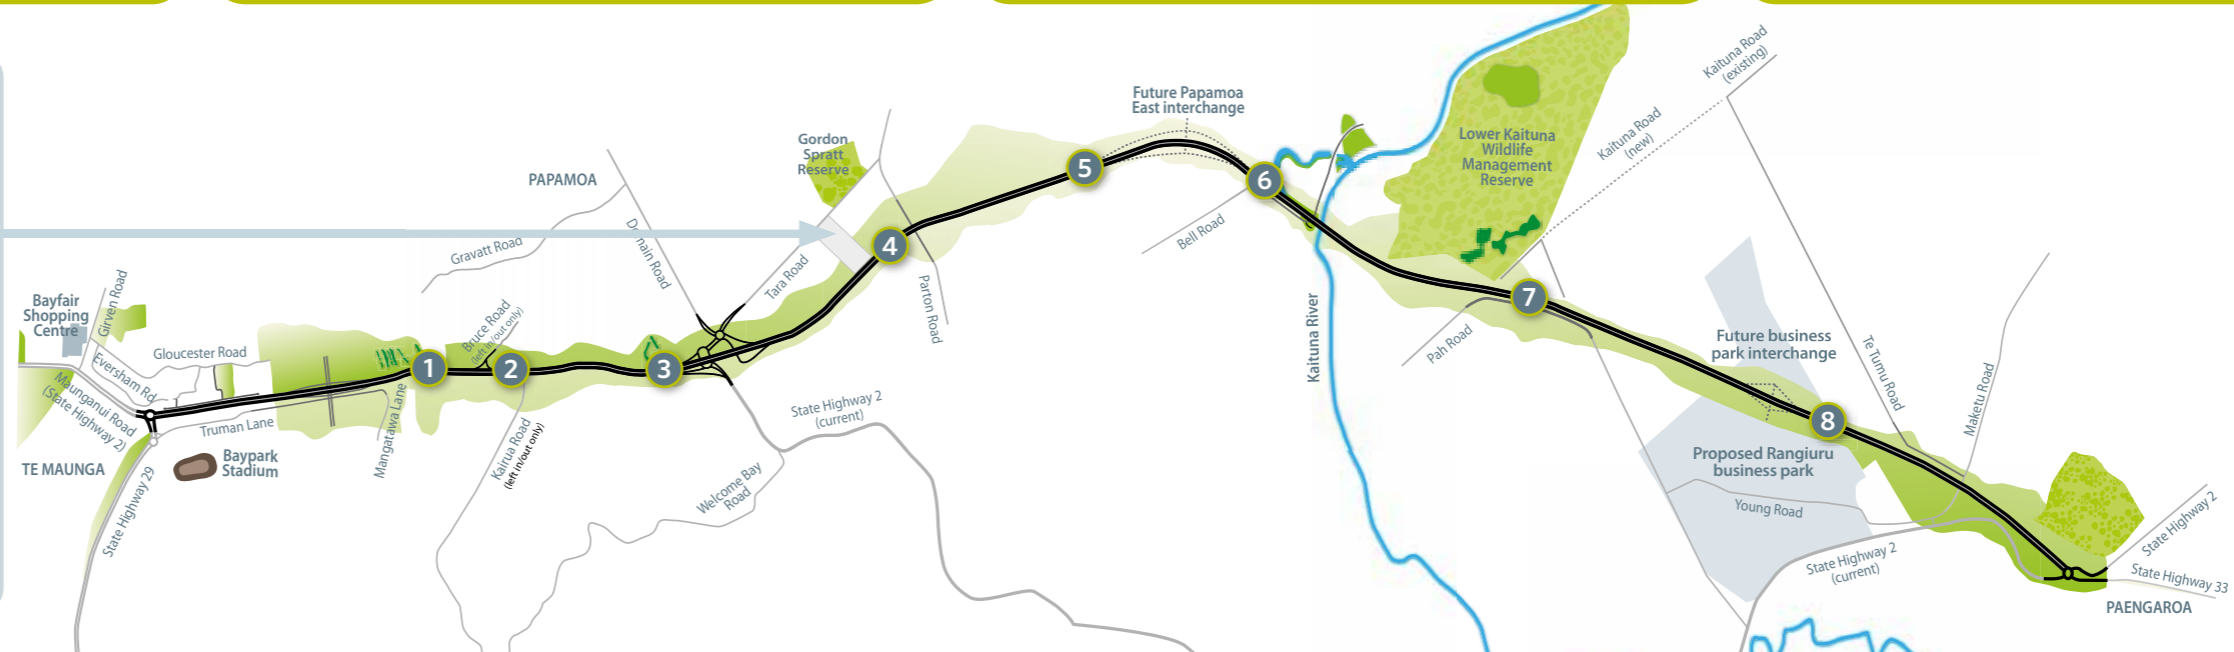 Bayfair
Shopping
Centre
Girven Road
Gloucester Road
Eversham Rd
Maunganui Road
(State Highway 2)
TE MAUNGA
State Highway 29
Truman Lane
Baypark
Stadium
Mangatawa Lane
1
Bruce Road
(left in/out only)
2
Kairua Road
(left in/out only)
Gravatt Road
PAPAMOA
Domain Road
3
Tara Road
State Highway 2
(current)
Welcome Bay
Road
Gordon
Spratt
Reserve
4
Parton Road
5
Future Papamoa
East interchange
6
Bell Road
Kaituna River
Lower Kaituna
Wildlife
Management
Reserve
Pah Road
7
Kaituna Road
(new)
Kaituna Road
(existing)
Future business
park interchange
8
Proposed Rangiuru
business park
Young Road
Te Tumu Road
Maketu Road
State Highway 2
(current)
State Highway 2
State Highway 33
PAENGAROA